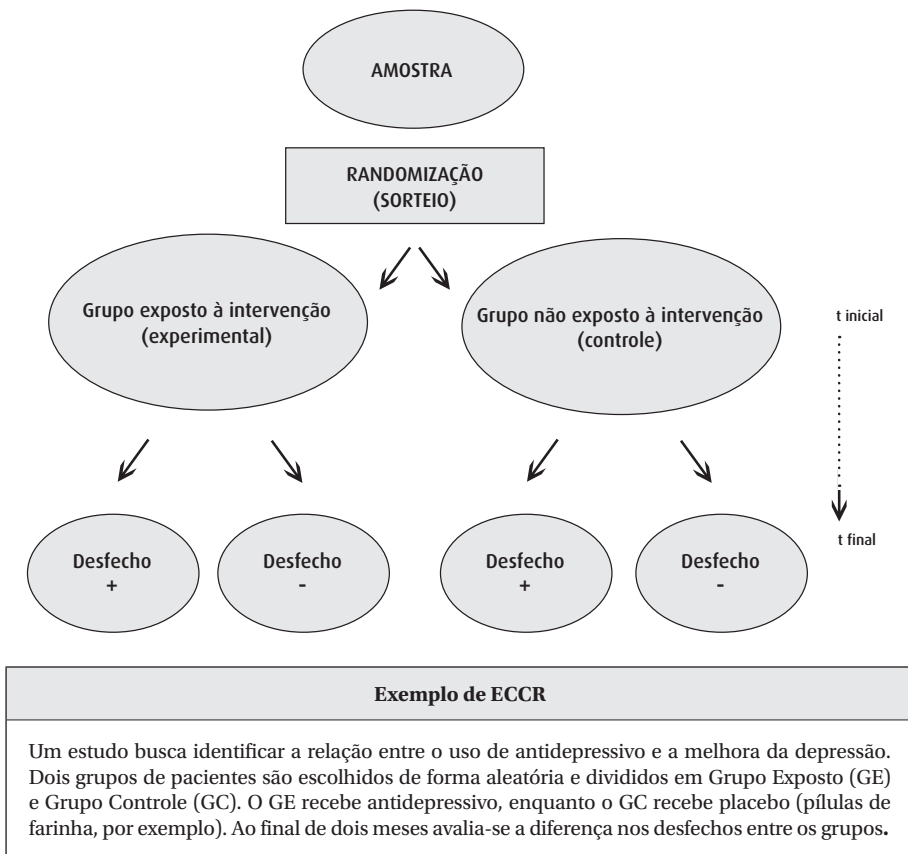 AMOSTRA
RANDOMIZAÇÃO
(SORTEIO)
Grupo exposto à intervenção
(experimental)
Grupo não exposto à intervenção
(controle)
t inicial
t final
Desfecho
+
Desfecho
-
Desfecho
+
Desfecho
-
Exemplo de ECCR
Um estudo busca identificar a relação entre o uso de antidepressivo e a melhora da depressão.
Dois grupos de pacientes são escolhidos de forma aleatória e divididos em Grupo Exposto (GE)
e Grupo Controle (GC). O GE recebe antidepressivo, enquanto o GC recebe placebo (pílulas de
farinha, por exemplo). Ao final de dois meses avalia-se a diferença nos desfechos entre os grupos.